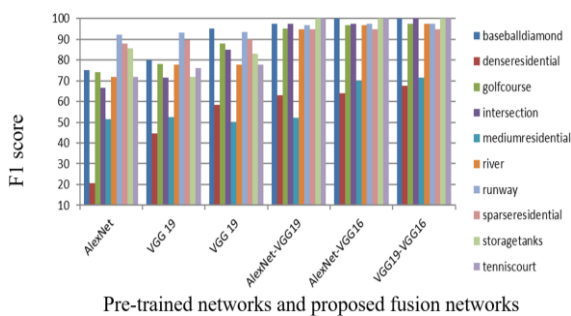 100
90
80
70
60
50
40
30
20
10
F1 score
AlexNet
VGG 19
VGG 19
AlexNet-VGG19
AlexNet-VGG16
VGG19-VGG16
baseballdiamond
denseresidential
golfcourse
intersection
mediumresidential
river
runway
sparseresidential
storagetanks
tenniscourt
Pre-trained networks and proposed fusion networks